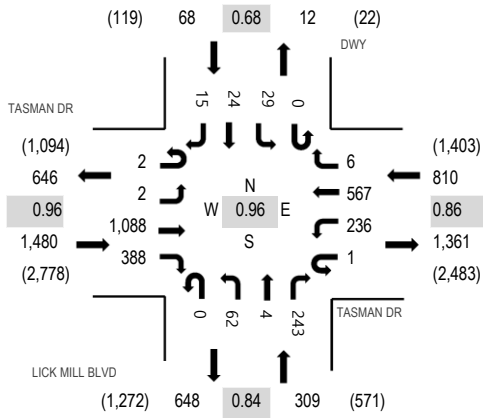 (119) 68 0.68 12 (22)
DWY
15 24 29 0
TASMAN DR
(1,094) 2 6 (1,403)
646 810
2 N 567
0.96 W 0.96 E 0.86
1,088 S 236
1,480 1,361
388 1
(2,778) (2,483)
0 62 4 243
TASMAN DR
LICK MILL BLVD
(1,272) 648 0.84 309 (571)